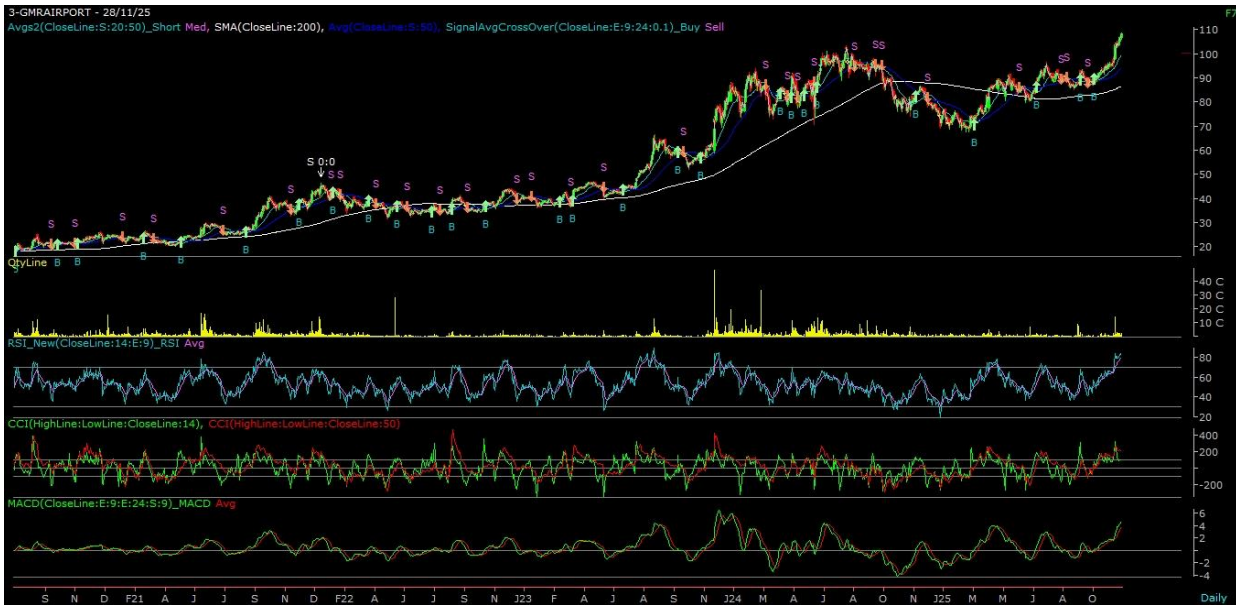 3-GMRAIRPORT - 28/11/25
F7
Avgs2(CloseLine:S:20:50)_Short Med, SMA(CloseLine:200), Avg(CloseLine:S:50), SignalAvgCrossOver(CloseLine:E:9:24:0.1)_Buy Sell
110
100
90
80
70
60
50
40
30
20
S 0:0
S S S S S S S S S S S S S S S S S S S S S S S S S S S S S S
B B B B B B B B B B B B B B B B B B B B B B B B B B B B
QtyLine
40 C
30 C
20 C
10 C
RSI_New(CloseLine:14:E:9)_RSI Avg
80
60
40
20
CCI(HighLine:LowLine:CloseLine:14), CCI(HighLine:LowLine:CloseLine:50)
400
200
-200
MACD(CloseLine:E:9:E:24:S:9)_MACD Avg
6
4
2
0
-2
-4
S N D F21 A J J S N D F22 A J J S N J23 F A J J A S N J24 M A J A O J25 M M J A O
Daily